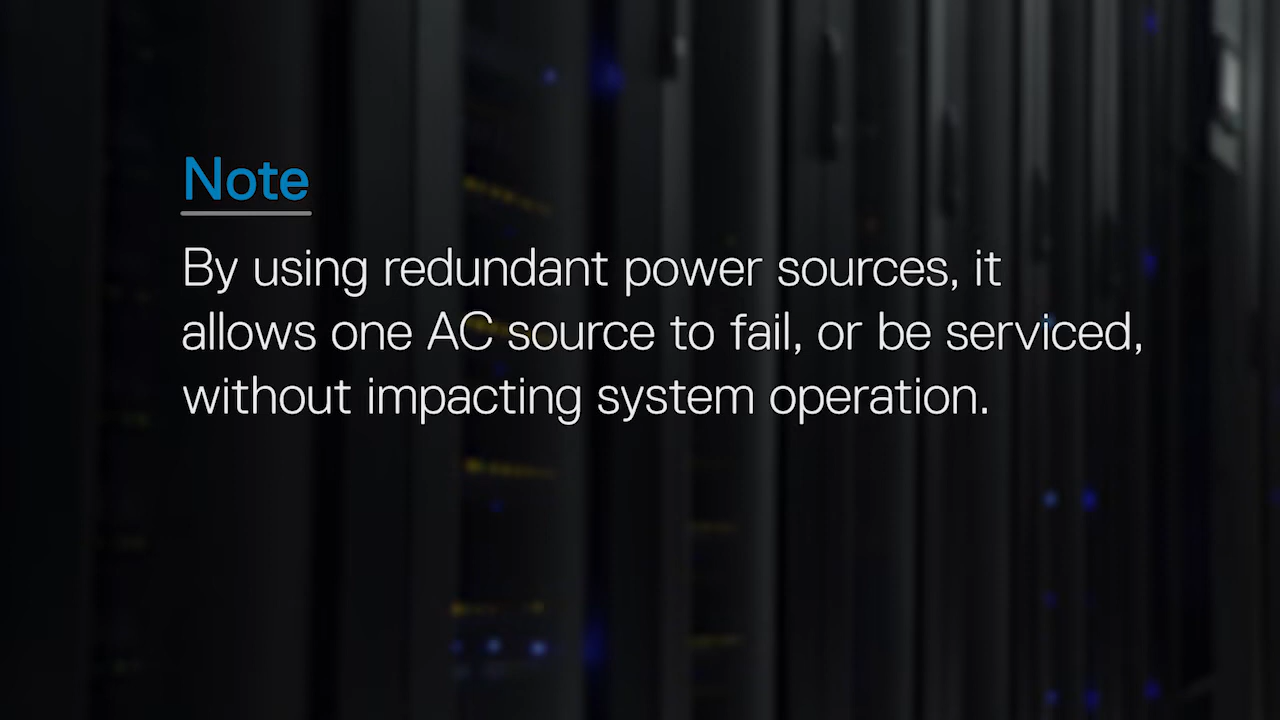 Note
By using redundant power sources, it
allows one AC source to fail, or be serviced,
without impacting system operation.